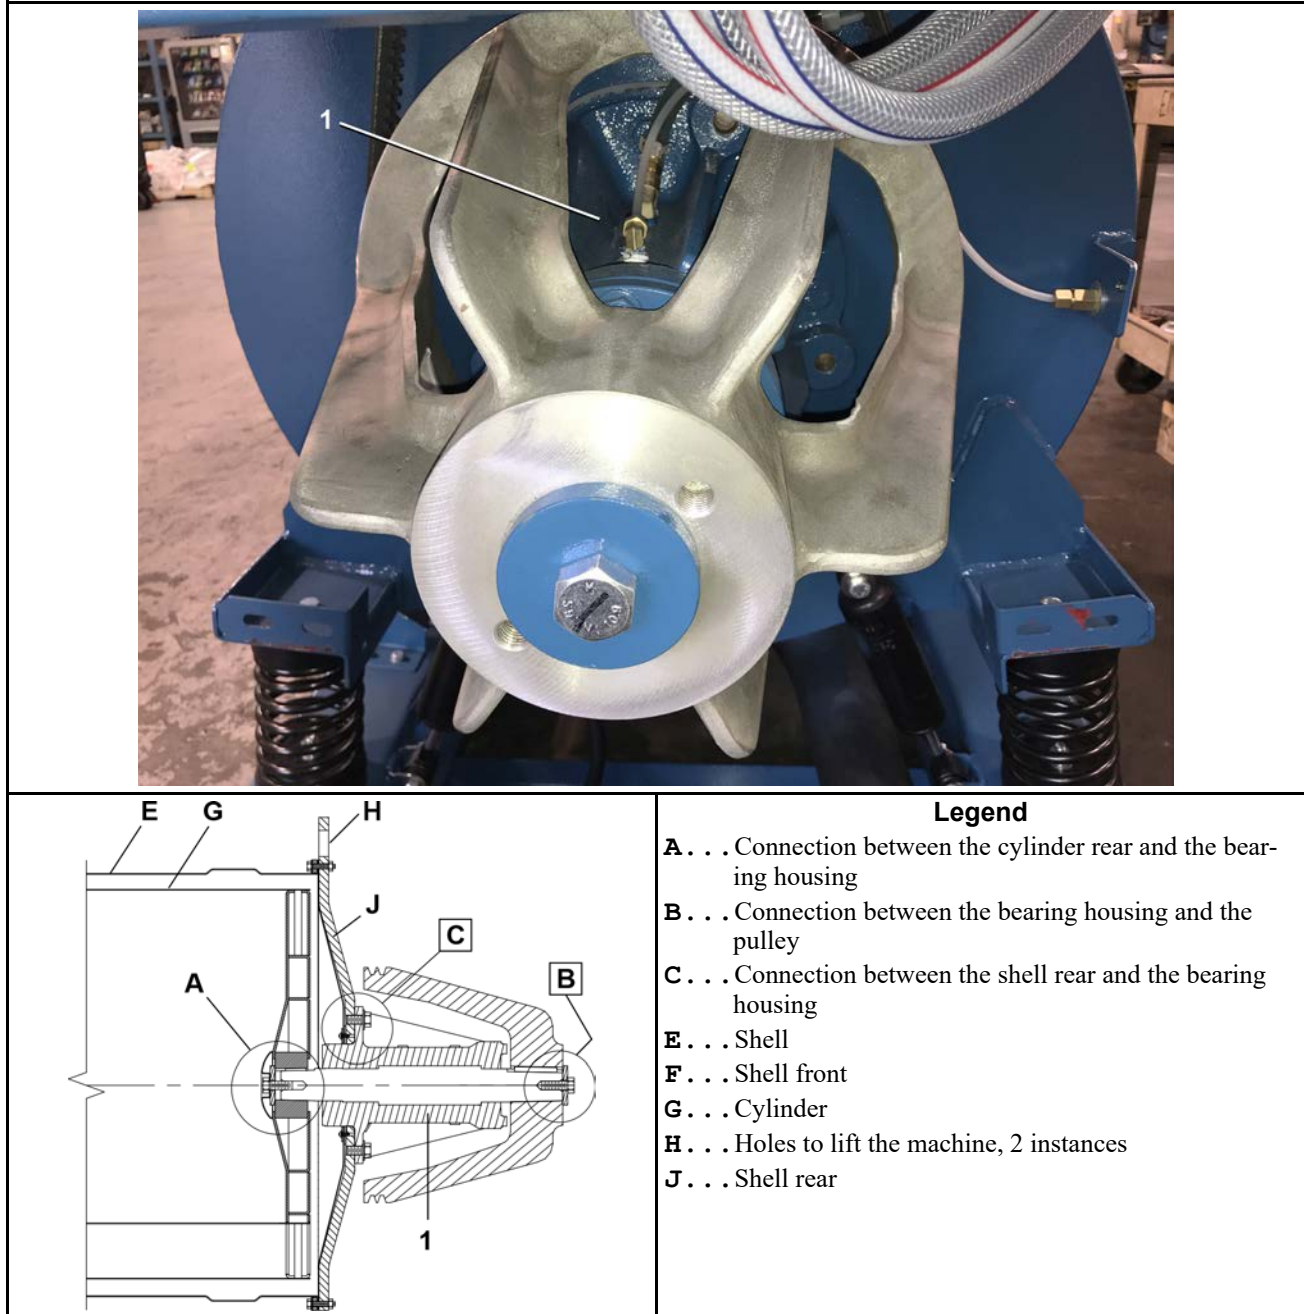 1
E G H
J
C
A
B
1
Legend
A...Connection between the cylinder rear and the bear-
ing housing
B...Connection between the bearing housing and the
pulley
C...Connection between the shell rear and the bearing
housing
E...Shell
F...Shell front
G...Cylinder
H...Holes to lift the machine, 2 instances
J...Shell rear